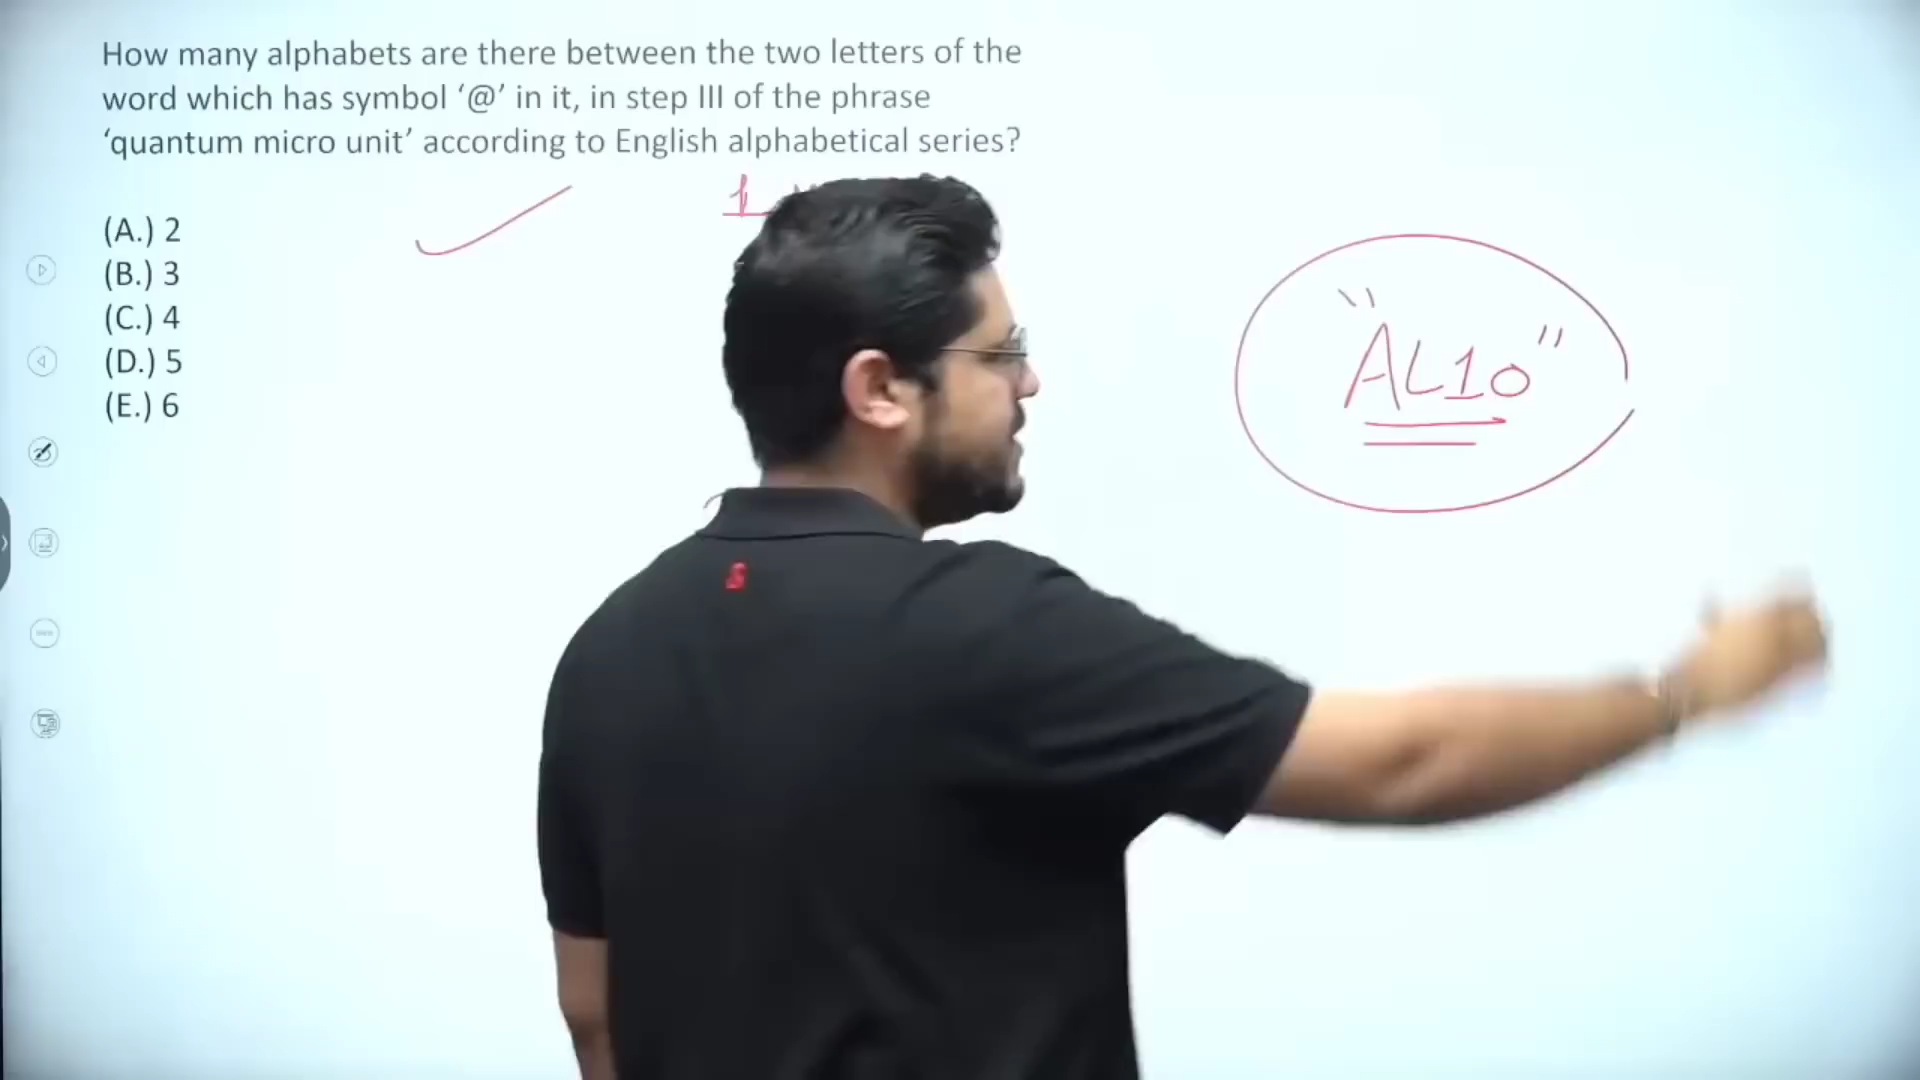 How many alphabets are there between the two letters of the
word which has symbol ‘@’ in it, in step III of the phrase
‘quantum micro unit’ according to English alphabetical series?
1
(A.) 2
(B.) 3
(C.) 4
(D.) 5
(E.) 6
"AL10"